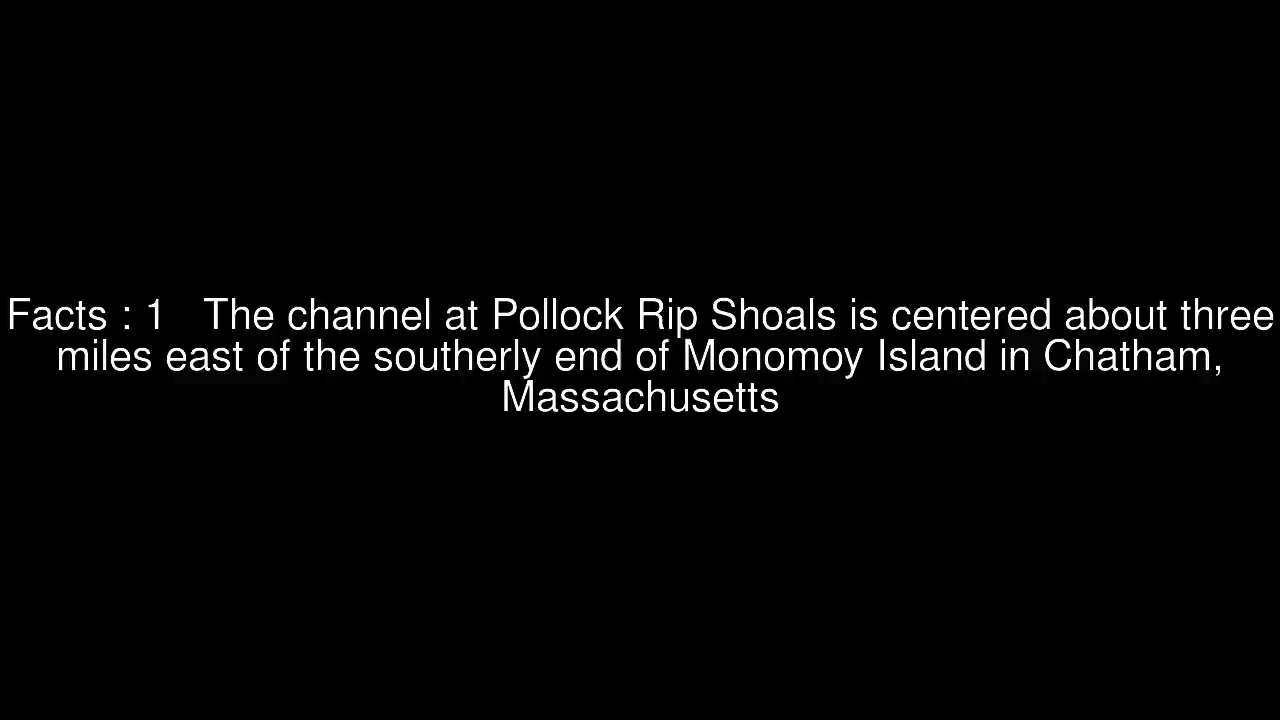 Facts : 1 The channel at Pollock Rip Shoals is centered about three
miles east of the southerly end of Monomoy Island in Chatham,
Massachusetts